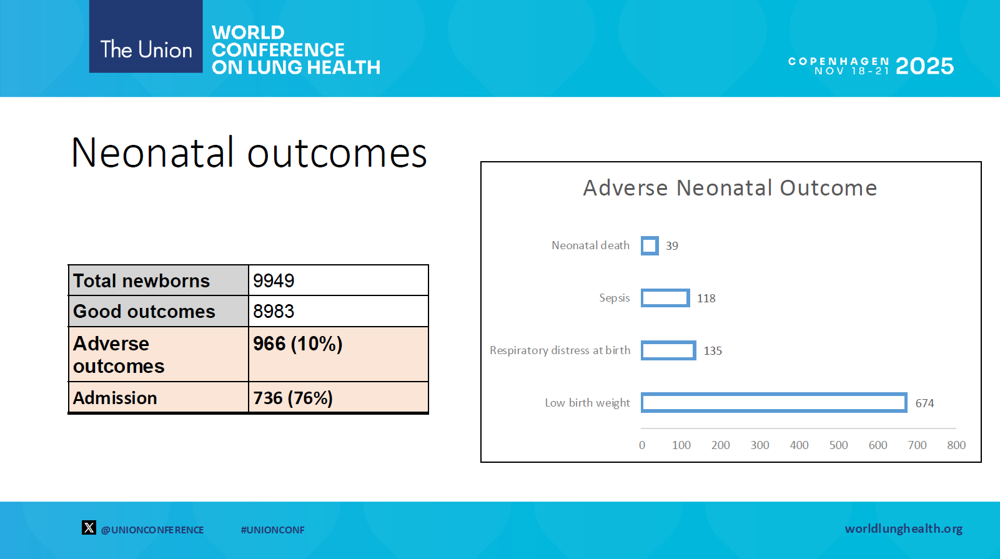 The Union
WORLD
CONFERENCE
ON LUNG HEALTH
COPENHAGEN
NOV 18-21
2025
Neonatal outcomes
Total newborns 9949
Good outcomes 8983
Adverse
outcomes 966 (10%)
Admission 736 (76%)
Adverse Neonatal Outcome
Neonatal death 39
Sepsis 118
Respiratory distress at birth 135
Low birth weight 674
0 100 200 300 400 500 600 700 800
X @UNIONCONFERENCE #UNIONCONF
worldlunghealth.org